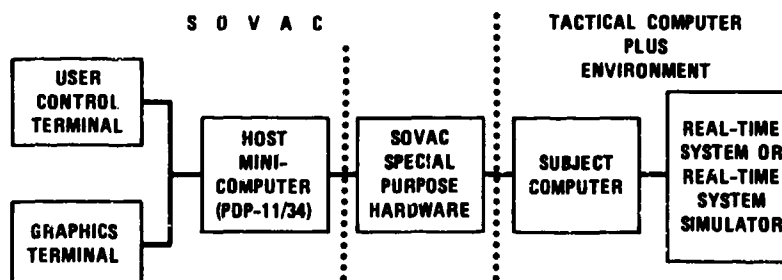 S O V A C
TACTICAL COMPUTER
PLUS
ENVIRONMENT
USER
CONTROL
TERMINAL
GRAPHICS
TERMINAL
HOST
MINI-
COMPUTER
(PDP-11/34)
SOVAC
SPECIAL
PURPOSE
HARDWARE
SUBJECT
COMPUTER
REAL-TIME
SYSTEM OR
REAL-TIME
SYSTEM
SIMULATOR